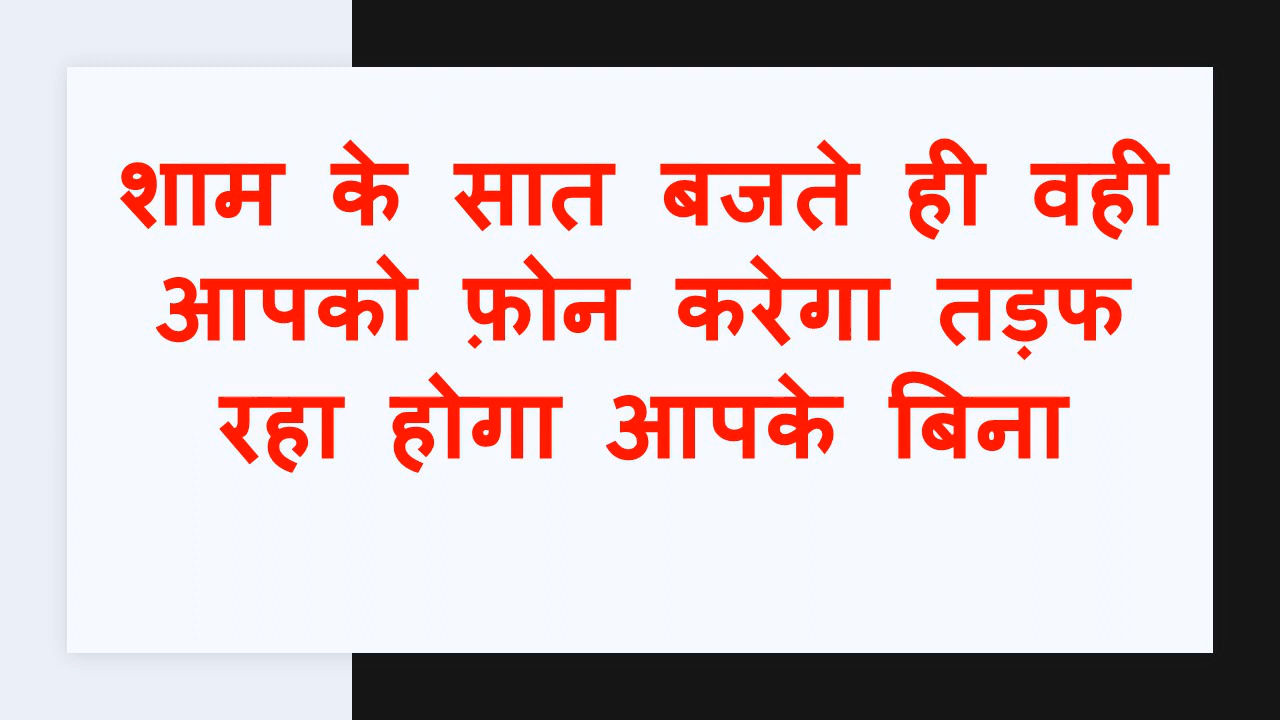 शाम के सात बजते ही वही
आपको फ़ोन करेगा तड़फ
रहा होगा आपके बिना